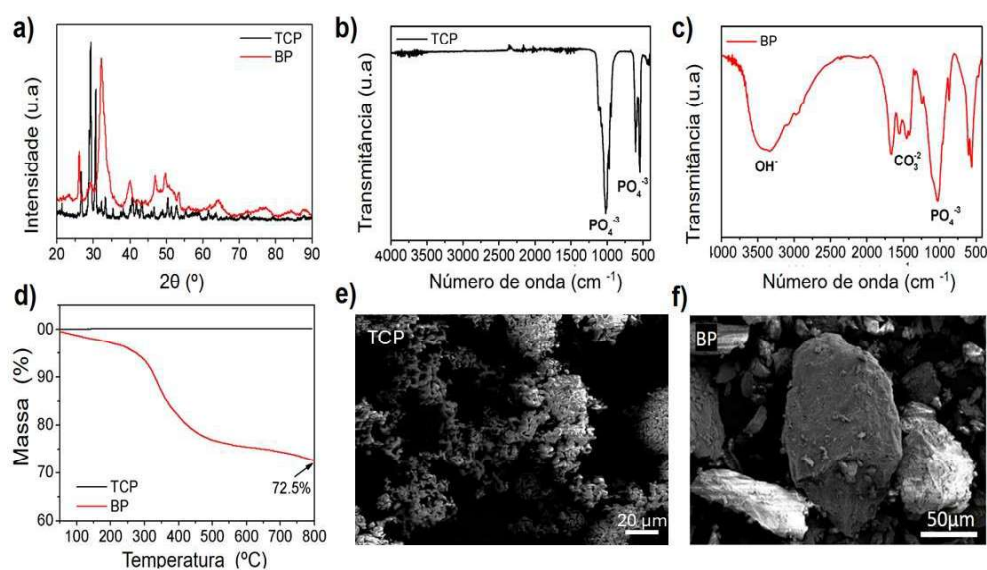 a)
TCP
BP
Intensidade (u.a)
20 30 40 50 60 70 80 90
2θ (º)
b)
TCP
Transmitância (u.a)
PO₄⁻³
PO₄⁻³
4000 3500 3000 2500 2000 1500 1000 500
Número de onda (cm⁻¹)
c)
BP
Transmitância (u.a)
OH⁻
CO₃⁻²
PO₄⁻³
4000 3000 2000 1000 500
Número de onda (cm⁻¹)
d)
Massa (%)
00
90
80
70
60
TCP
BP
72.5%
100 200 300 400 500 600 700 800
Temperatura (ºC)
e)
TCP
20 µm
f)
BP
50µm